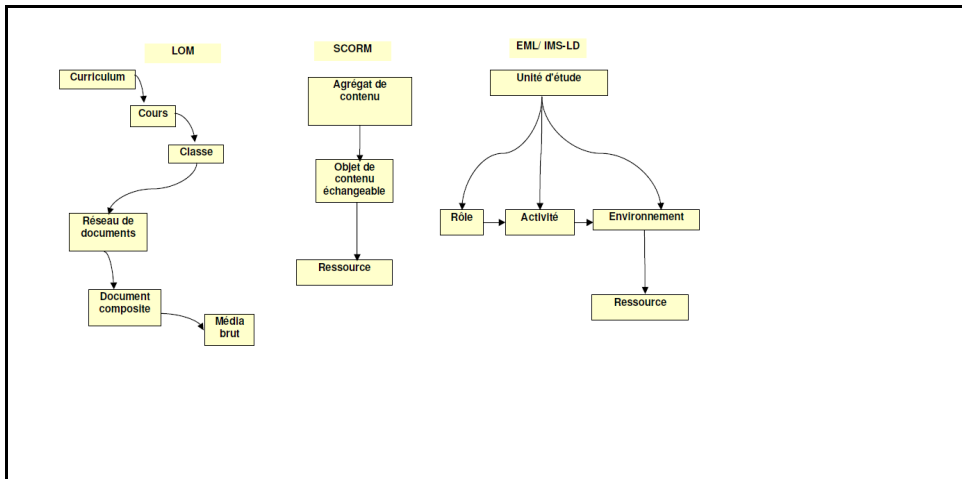 LOM
Curriculum
Cours
Classe
Réseau de
documents
Document
composite
Média
brut
SCORM
Agrégat de
contenu
Objet de
contenu
échangeable
Ressource
EML/ IMS-LD
Unité d'étude
Rôle
Activité
Environnement
Ressource